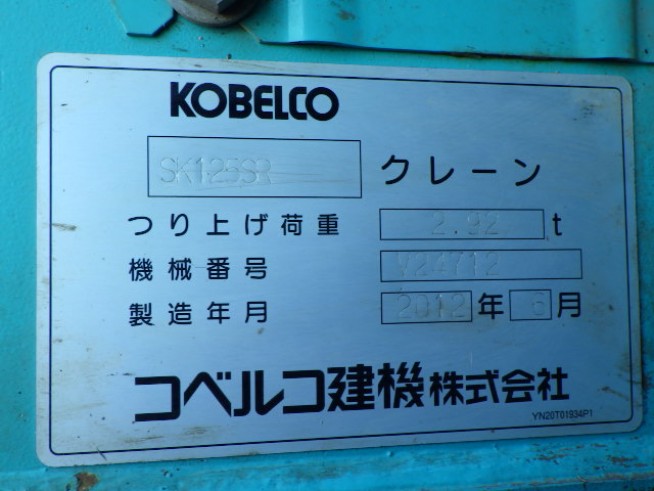 KOBELCO
SK125SR クレーン
つり上げ荷重 2.92 t
機械番号 V24712
製造年月 2012 年 6 月
コベルコ建機株式会社
YN20T01934P1